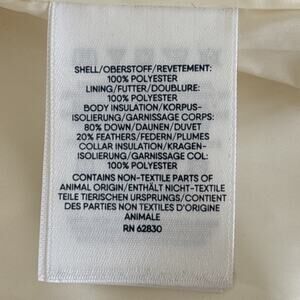 SHELL/OBERSTOFF/REVETEMENT:
100% POLYESTER
LINING/FUTTER/DOUBLURE:
100% POLYESTER
BODY INSULATION/KORPUS-
ISOLIERUNG/GARNISSAGE CORPS:
80% DOWN/DAUNEN/DUVET
20% FEATHERS/FEDERN/PLUMES
COLLAR INSULATION/KRAGEN-
ISOLIERUNG/GARNISSAGE COL:
100% POLYESTER
CONTAINS NON-TEXTILE PARTS OF
ANIMAL ORIGIN/ENTHÄLT NICHT-TEXTILE
TEILE TIERISCHEN URSPRUNGS/CONTIENT
DES PARTIES NON TEXTILES D'ORIGINE
ANIMALE
RN 62830